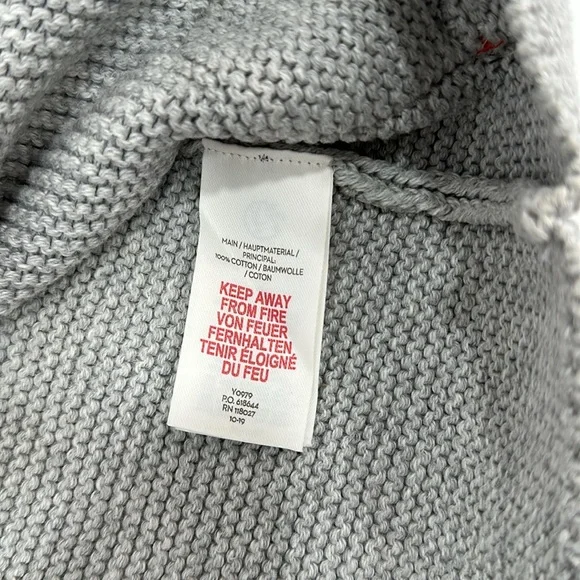 MAIN / HAUPTMATERIAL /
PRINCIPAL:
100% COTTON / BAUMWOLLE
/ COTON
KEEP AWAY
FROM FIRE
VON FEUER
FERNHALTEN
TENIR ÉLOIGNÉ
DU FEU
Y0979
P.O. 618644
RN 118027
10-19